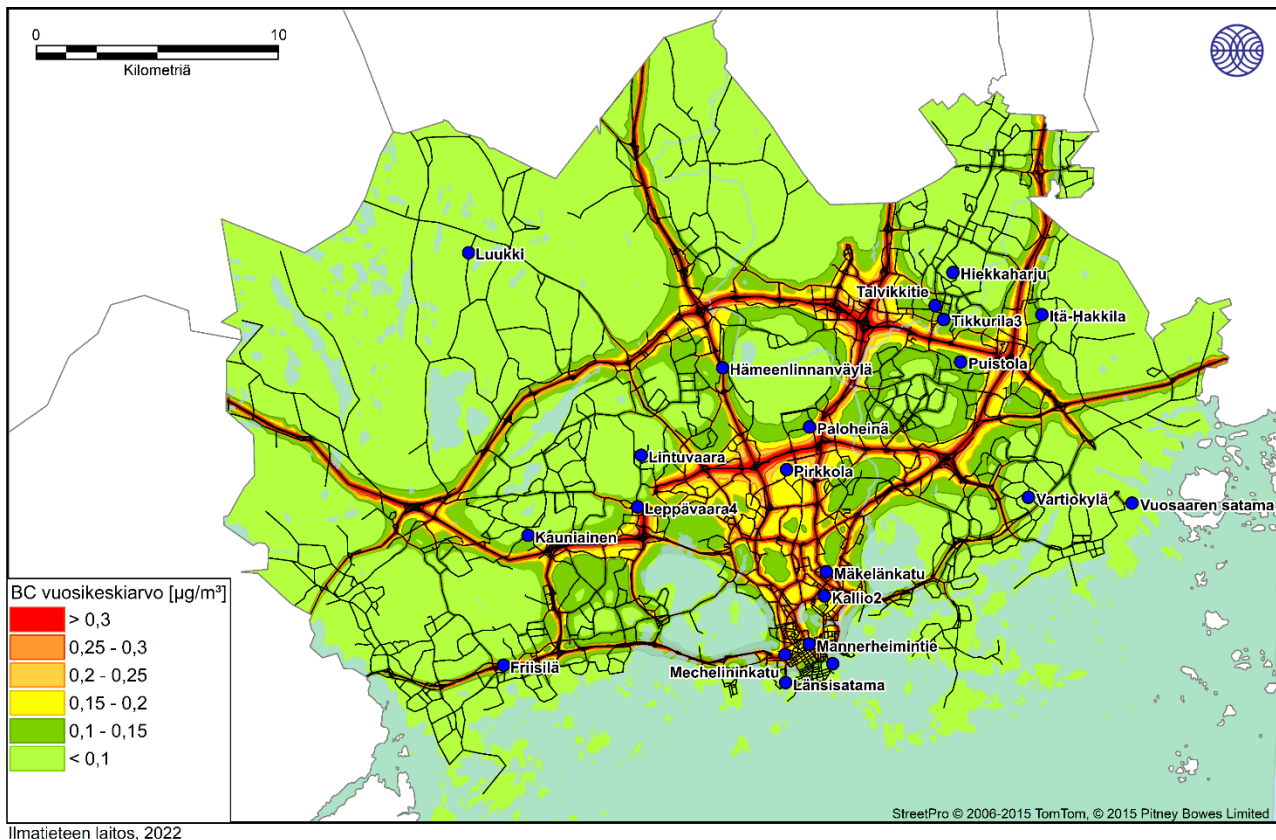 0 10
Kilometriä
Luukki
Hiekkaharju
Talvikkitie
Tikkurila3
Itä-Hakkila
Puistola
Hämeenlinnanväylä
Paloheinä
Lintuvaara
Pirkkola
Vartiokylä
Vuosaaren satama
Leppävaara4
Kauniainen
Mäkelänkatu
Kallio2
Mannerheimintie
Friisilä
Mechelininkatu
Länsisatama
BC vuosikeskiarvo [µg/m³]
> 0,3
0,25 - 0,3
0,2 - 0,25
0,15 - 0,2
0,1 - 0,15
< 0,1
StreetPro © 2006-2015 TomTom, © 2015 Pitney Bowes Limited
Ilmatieteen laitos, 2022